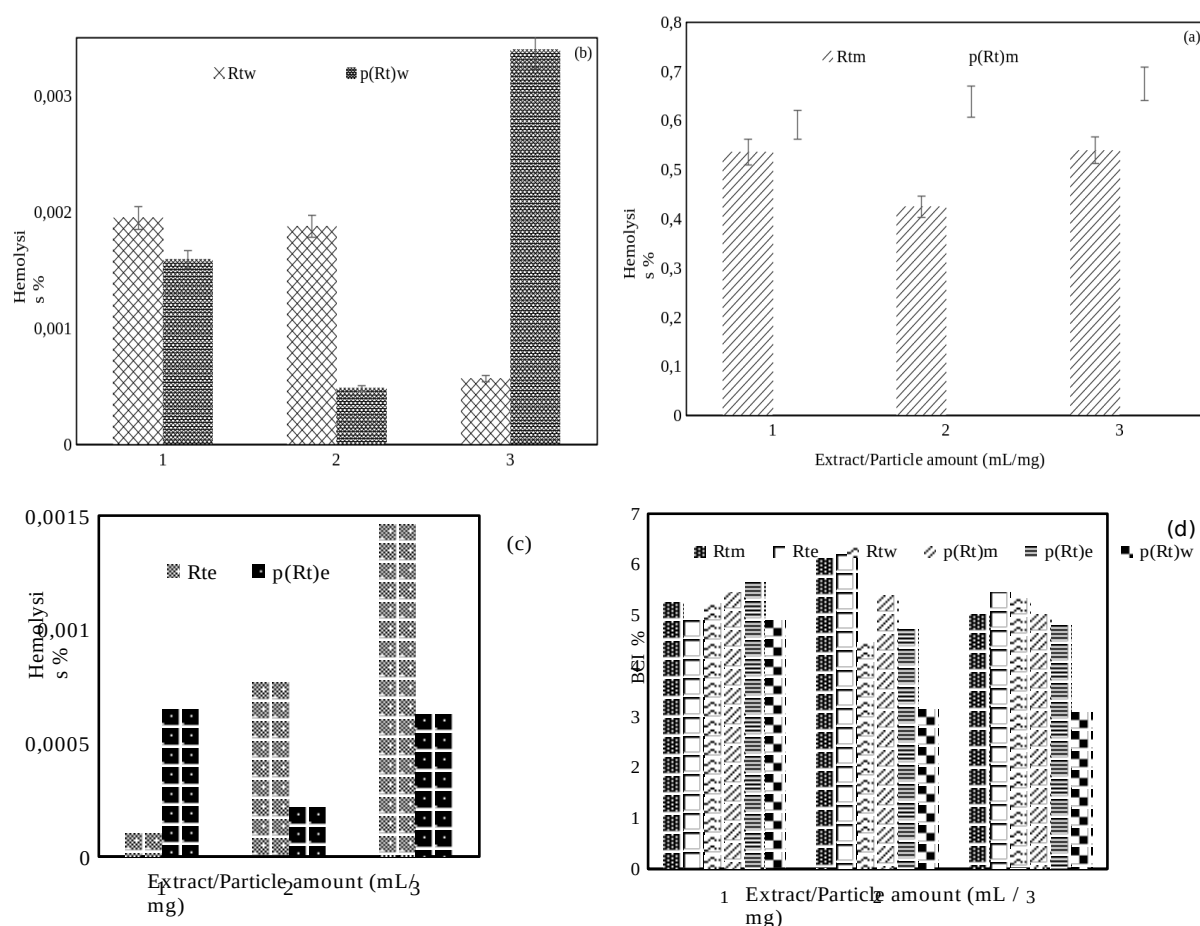 (b)
Rtw
p(Rt)w
0,003
0,002
0,001
0
Hemolysi
s %
1
2
3
(a)
Rtm
p(Rt)m
0,8
0,7
0,6
0,5
0,4
0,3
0,2
0,1
0
Hemolysi
s %
1
2
3
Extract/Particle amount (mL/mg)
(c)
Rte
p(Rt)e
0,0015
0,001
0,0005
0
Hemolysi
s %
1
2
3
Extract/Particle amount (mL/
mg)
(d)
Rtm
Rte
Rtw
p(Rt)m
p(Rt)e
p(Rt)w
7
6
5
4
3
2
1
0
BCI %
1
2
3
Extract/Particle amount (mL /
mg)